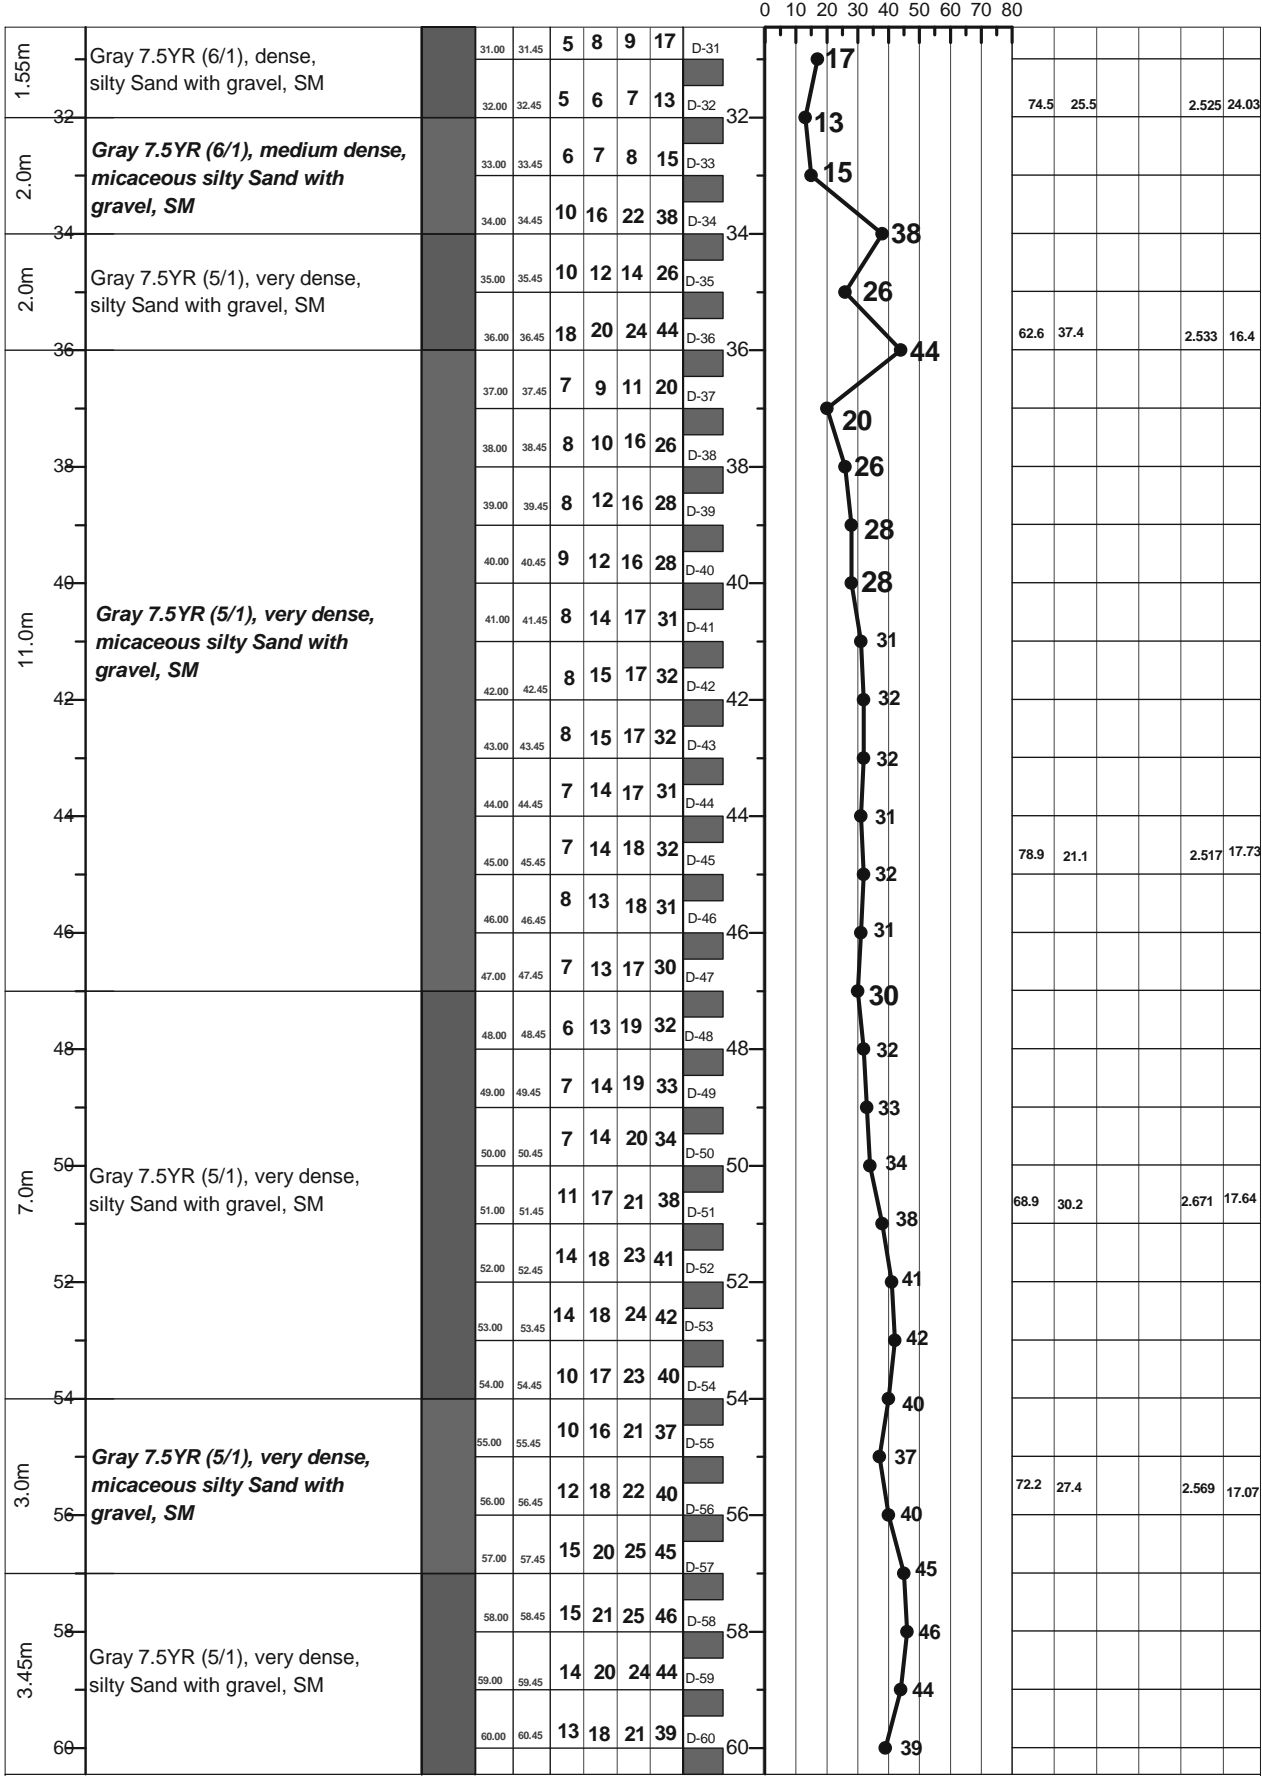 0 10 20 30 40 50 60 70 80
1.55m
Gray 7.5YR (6/1), dense,
silty Sand with gravel, SM
31.00 31.45 5 8 9 17 D-31
17
32.00 32.45 5 6 7 13 D-32
74.5 25.5 2.525 24.03
32 32
13
2.0m
Gray 7.5YR (6/1), medium dense,
micaceous silty Sand with
gravel, SM
33.00 33.45 6 7 8 15 D-33
15
34.00 34.45 10 16 22 38 D-34
34 34
38
2.0m
Gray 7.5YR (5/1), very dense,
silty Sand with gravel, SM
35.00 35.45 10 12 14 26 D-35
26
36.00 36.45 18 20 24 44 D-36
62.6 37.4 2.533 16.4
36 36
44
37.00 37.45 7 9 11 20 D-37
20
38.00 38.45 8 10 16 26 D-38
38 38
26
39.00 39.45 8 12 16 28 D-39
28
40.00 40.45 9 12 16 28 D-40
40 40
28
11.0m
Gray 7.5YR (5/1), very dense,
micaceous silty Sand with
gravel, SM
41.00 41.45 8 14 17 31 D-41
31
42.00 42.45 8 15 17 32 D-42
42 42
32
43.00 43.45 8 15 17 32 D-43
32
44.00 44.45 7 14 17 31 D-44
44 44
31
45.00 45.45 7 14 18 32 D-45
78.9 21.1 2.517 17.73
32
46.00 46.45 8 13 18 31 D-46
46 46
31
47.00 47.45 7 13 17 30 D-47
30
48.00 48.45 6 13 19 32 D-48
48 48
32
49.00 49.45 7 14 19 33 D-49
33
50.00 50.45 7 14 20 34 D-50
50 50
34
7.0m
Gray 7.5YR (5/1), very dense,
silty Sand with gravel, SM
51.00 51.45 11 17 21 38 D-51
68.9 30.2 2.671 17.64
38
52.00 52.45 14 18 23 41 D-52
52 52
41
53.00 53.45 14 18 24 42 D-53
42
54.00 54.45 10 17 23 40 D-54
54 54
40
3.0m
Gray 7.5YR (5/1), very dense,
micaceous silty Sand with
gravel, SM
55.00 55.45 10 16 21 37 D-55
37
56.00 56.45 12 18 22 40 D-56
72.2 27.4 2.569 17.07
56 56
40
57.00 57.45 15 20 25 45 D-57
45
58.00 58.45 15 21 25 46 D-58
58 58
46
3.45m
Gray 7.5YR (5/1), very dense,
silty Sand with gravel, SM
59.00 59.45 14 20 24 44 D-59
44
60.00 60.45 13 18 21 39 D-60
60 60
39